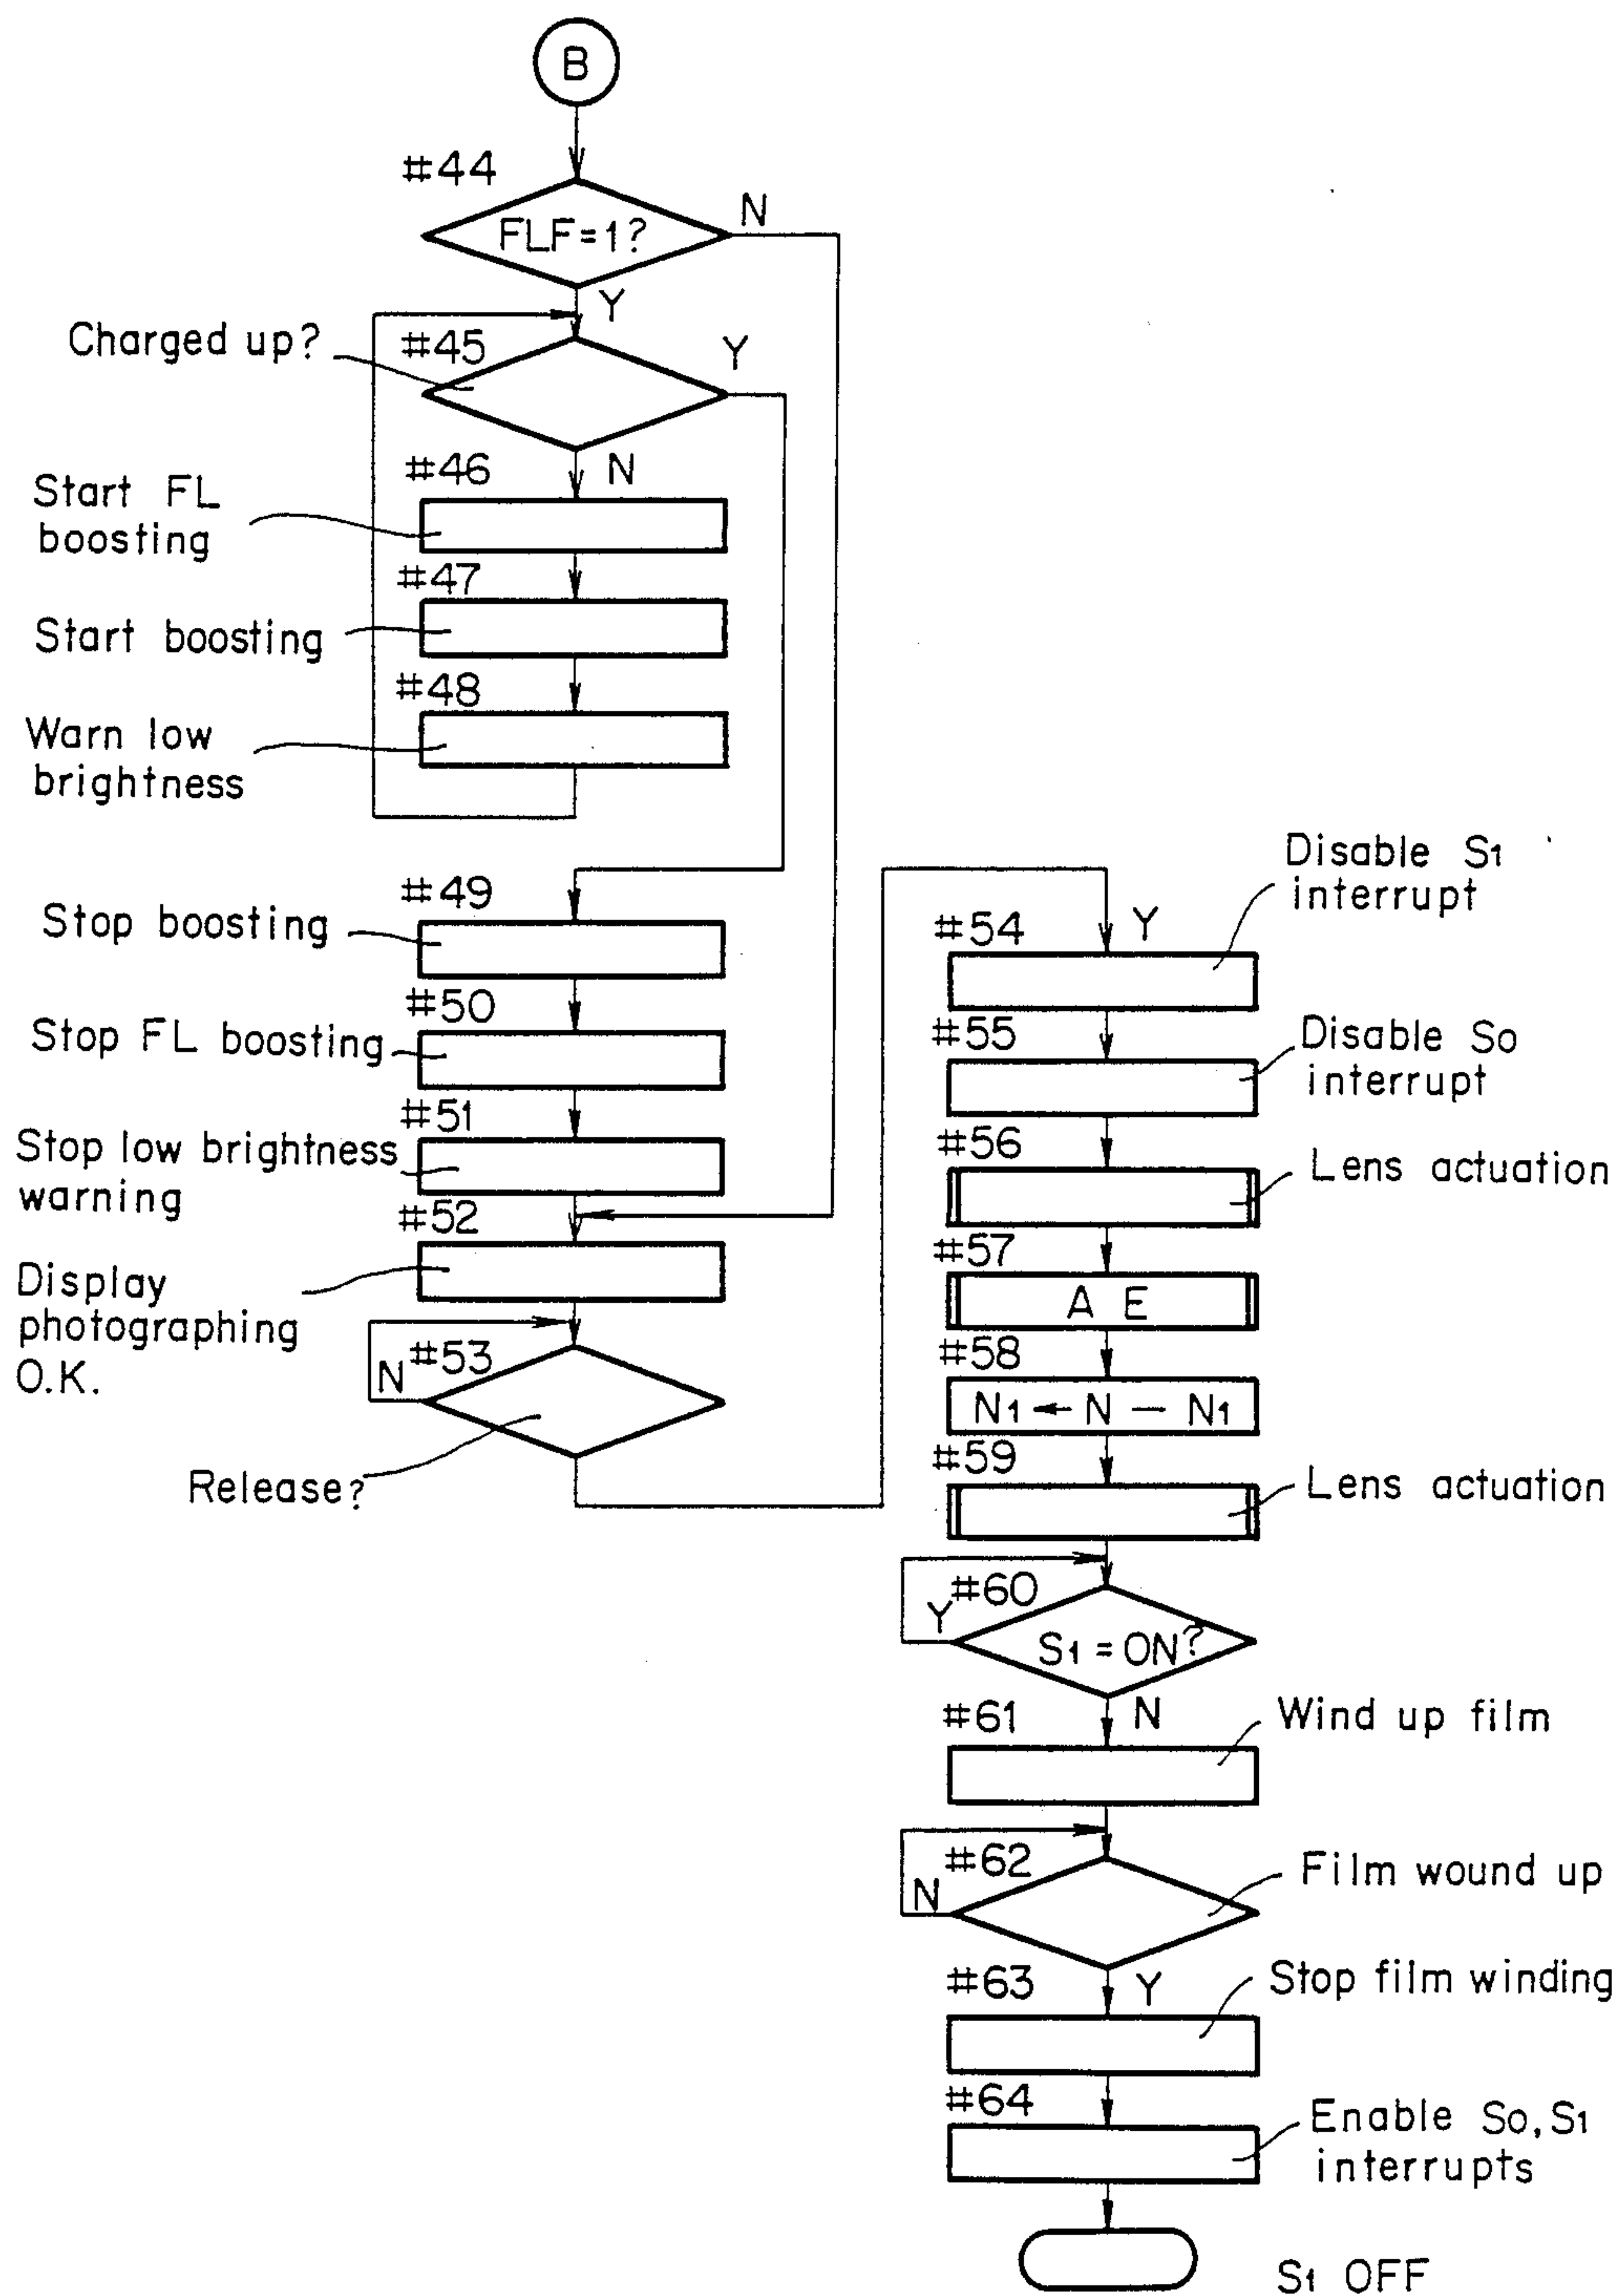 B
#44
FLF=1?
N
Y
Charged up?
#45
Y
N
#46
Start FL
boosting
#47
Start boosting
#48
Warn low
brightness
#49
Stop boosting
#50
Stop FL boosting
#51
Stop low brightness
warning
#52
Display
photographing
O.K.
#53
N
Release?
Disable S1
interrupt
Y
#54
#55
Disable S0
interrupt
#56
Lens actuation
#57
A E
#58
N1 ← N — N1
#59
Lens actuation
#60
Y
S1 = ON?
N
#61
Wind up film
#62
N
Film wound up
#63
Y
Stop film winding
#64
Enable S0, S1
interrupts
S1 OFF